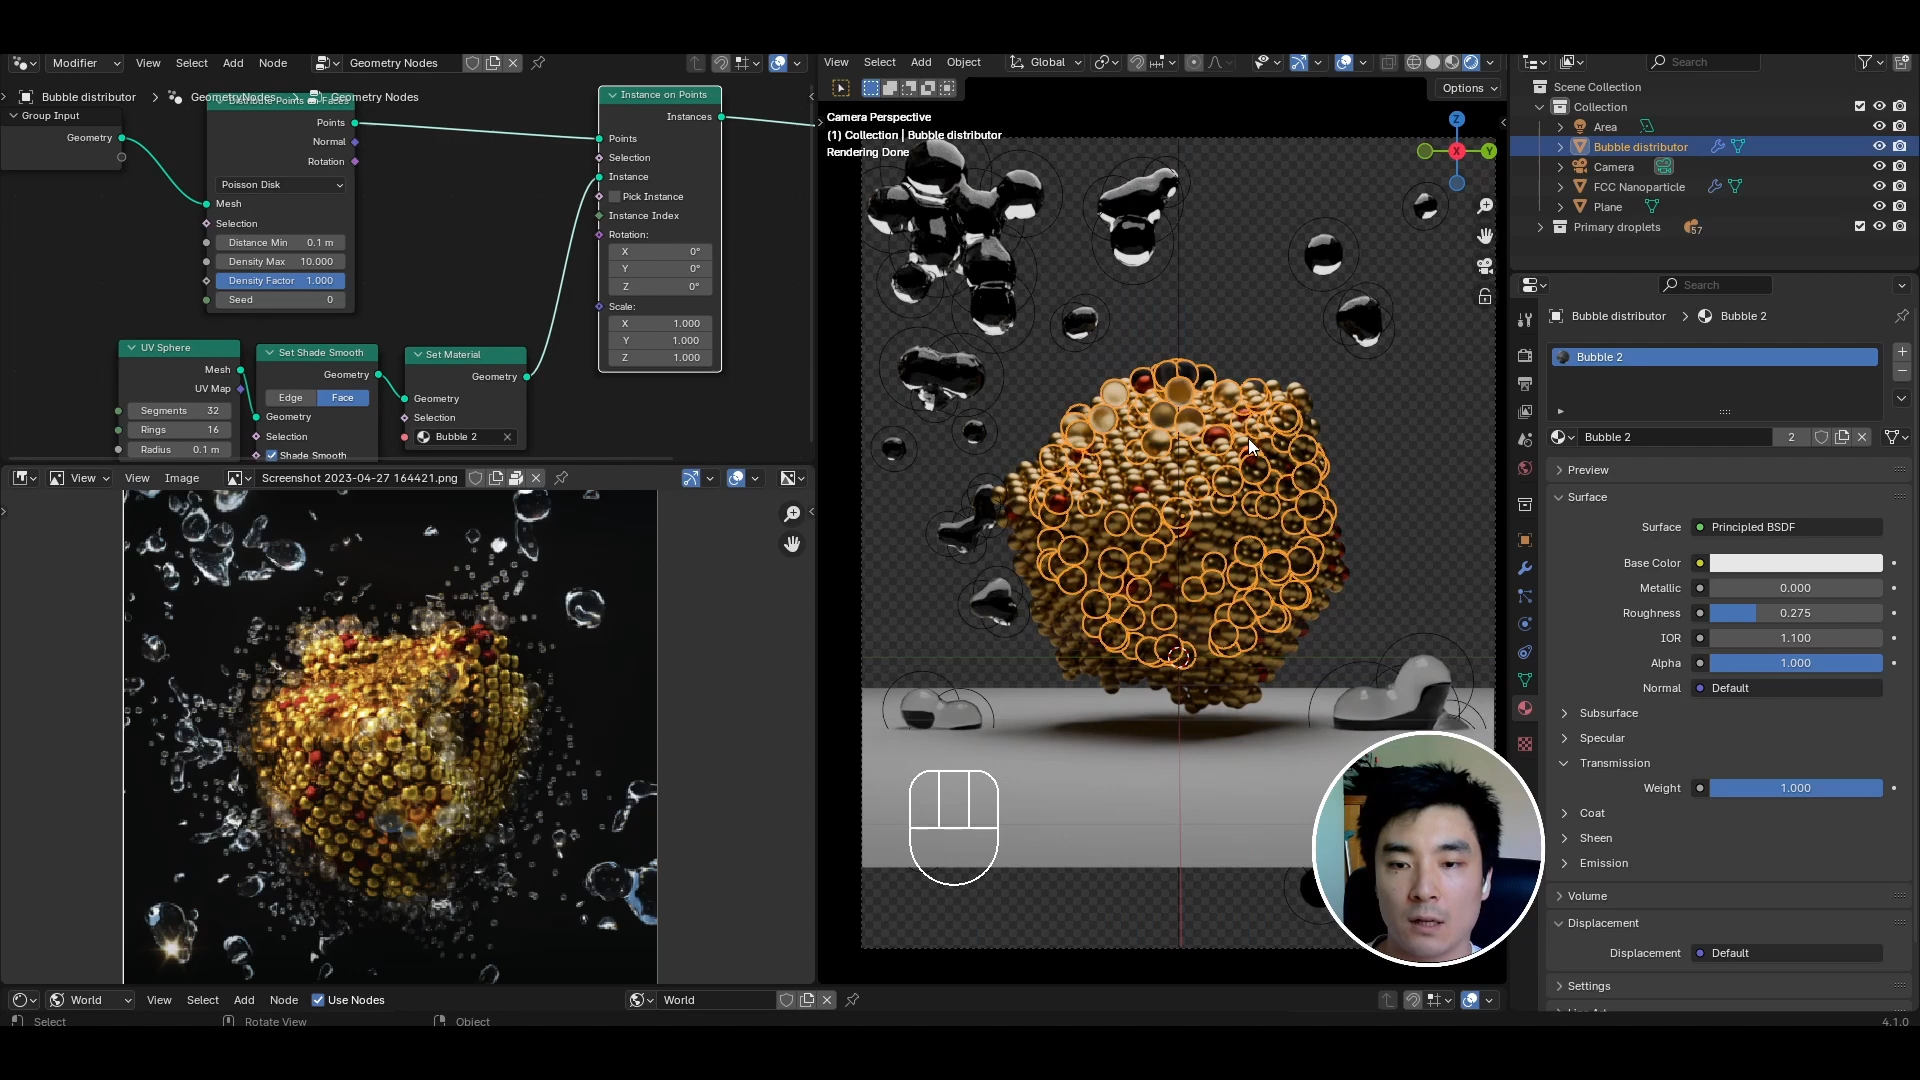 Modifier View Select Add Node Geometry Nodes
Bubble distributor GeometryNodes Geometry Nodes
Group Input
Geometry
Points
Normal
Rotation
Poisson Disk
Mesh
Selection
Distance Min 0.1 m
Density Max 10.000
Density Factor 1.000
Seed 0
Instance on Points
Instances
Points
Selection
Instance
Pick Instance
Instance Index
Rotation:
X 0°
Y 0°
Z 0°
Scale:
X 1.000
Y 1.000
Z 1.000
UV Sphere
Mesh
UV Map
Segments 32
Rings 16
Radius 0.1 m
Set Shade Smooth
Geometry
Edge Face
Geometry
Selection
Shade Smooth
Set Material
Geometry
Geometry
Selection
Bubble 2
View View Image Screenshot 2023-04-27 164421.png
World View Select Add Node Use Nodes World
Select Rotate View Object
View Select Add Object Global
Options
Camera Perspective
(1) Collection | Bubble distributor
Rendering Done
Z
X
Y
Search
Scene Collection
Collection
Area
Bubble distributor
Camera
FCC Nanoparticle
Plane
Primary droplets 57
Search
Bubble distributor Bubble 2
Bubble 2
Bubble 2 2
Preview
Surface
Surface Principled BSDF
Base Color
Metallic 0.000
Roughness 0.275
IOR 1.100
Alpha 1.000
Normal Default
Subsurface
Specular
Transmission
Weight 1.000
Coat
Sheen
Emission
Volume
Displacement
Displacement Default
Settings
4.1.0